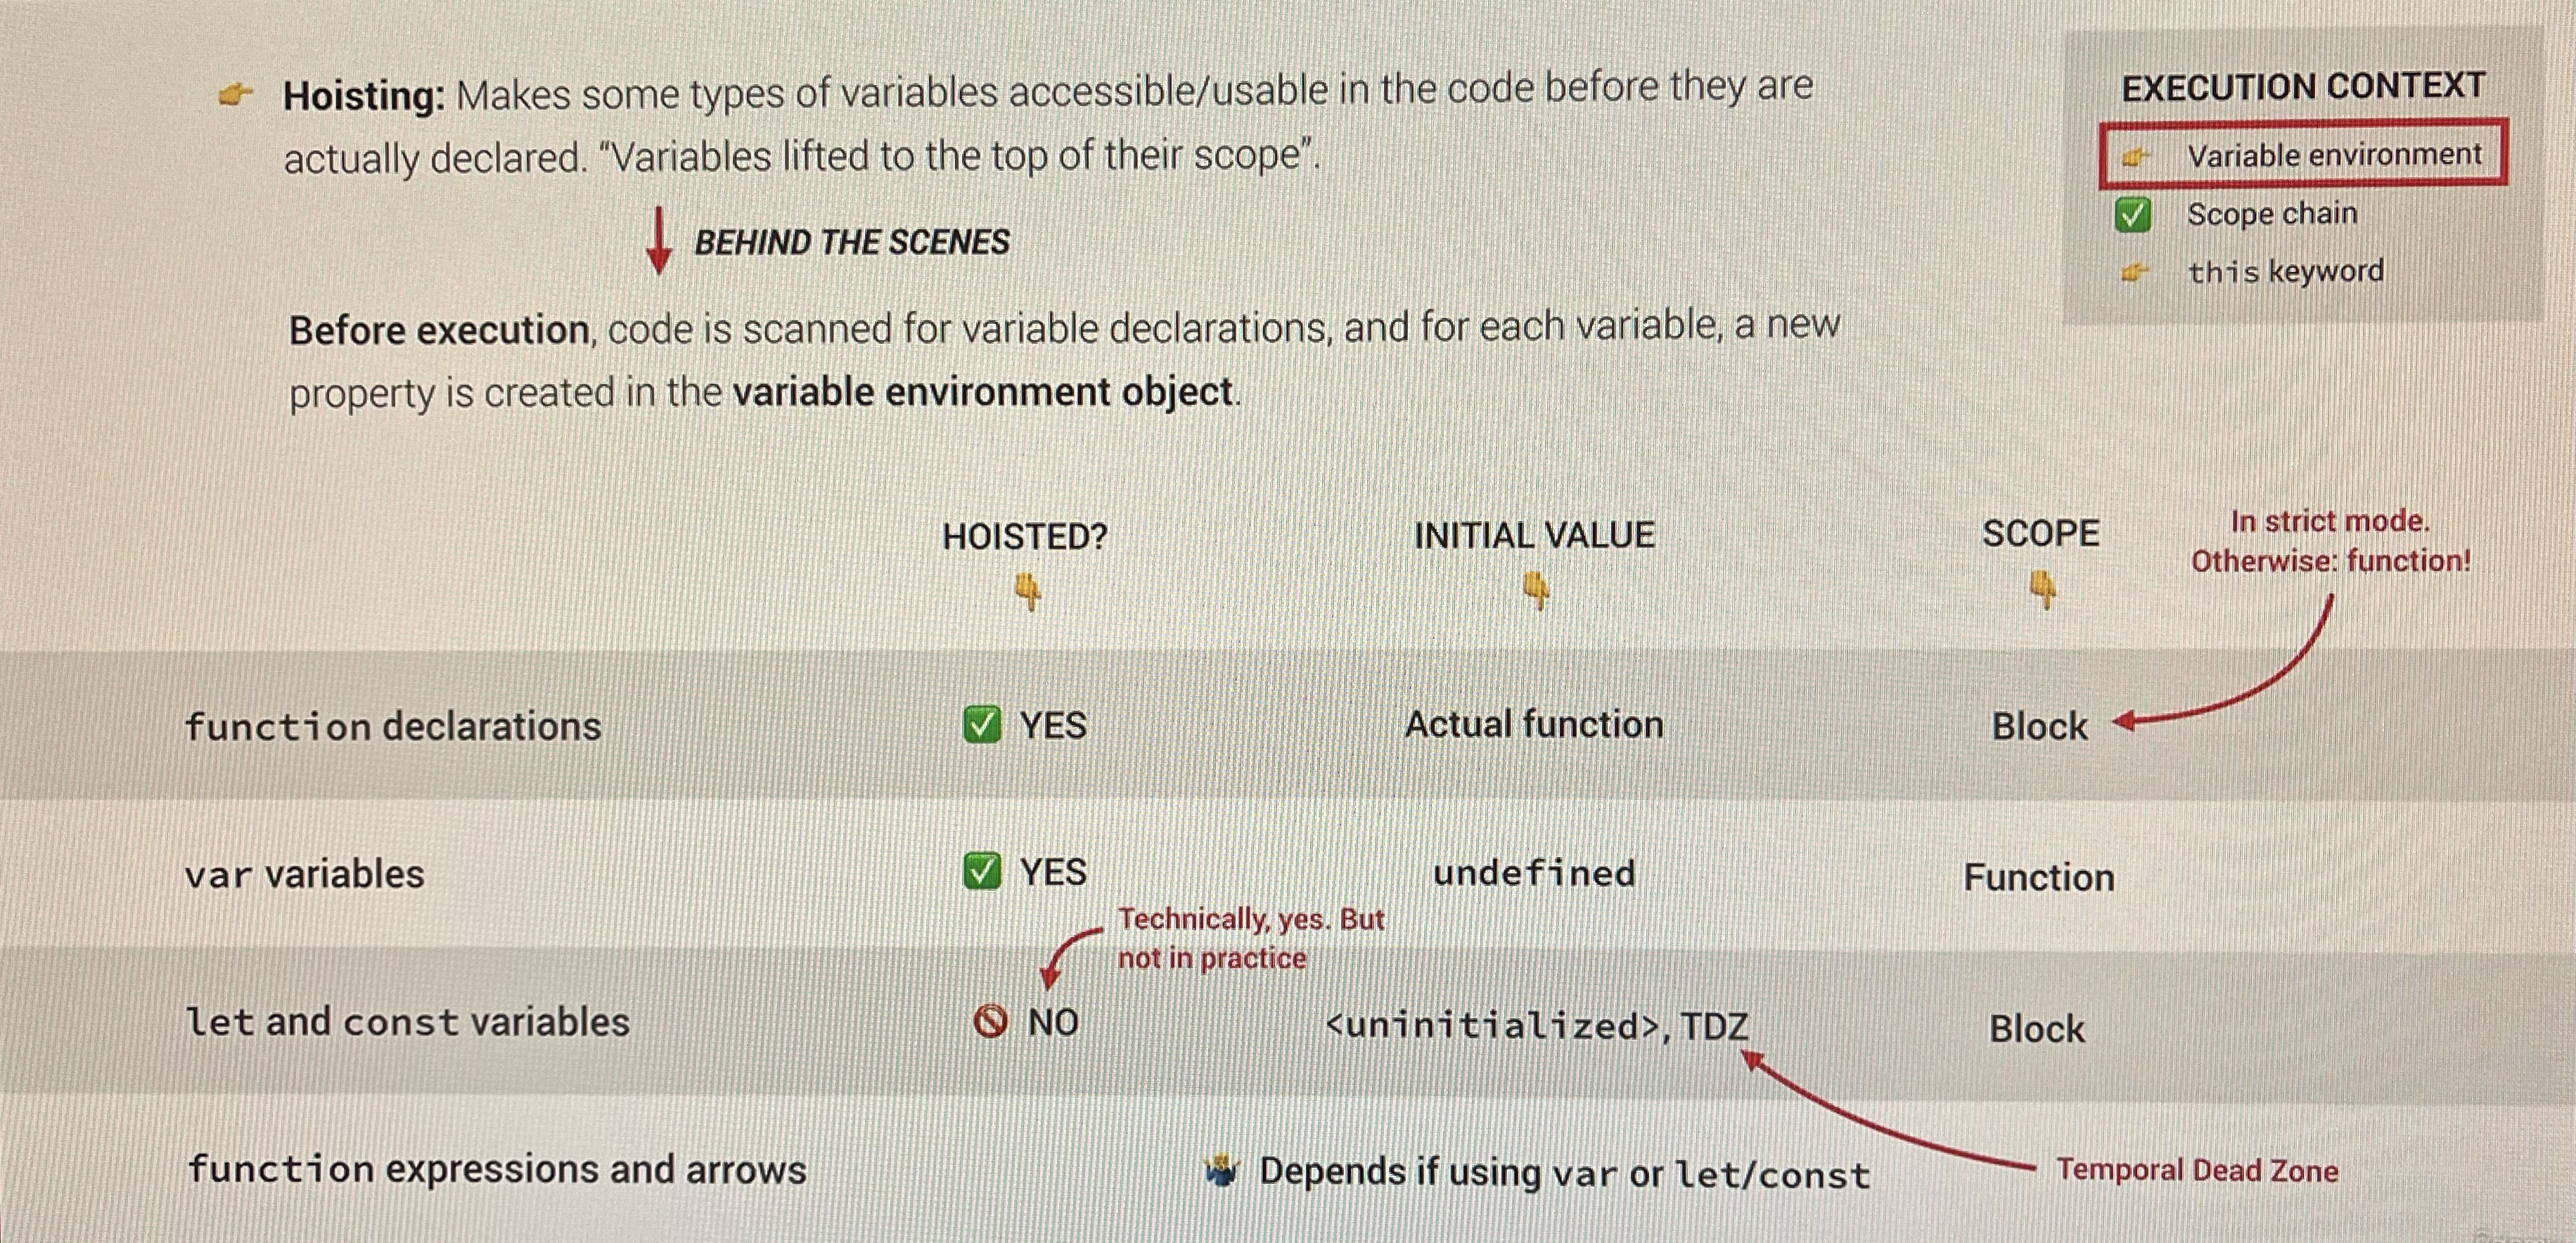 Hoisting: Makes some types of variables accessible/usable in the code before they are
actually declared. "Variables lifted to the top of their scope".
BEHIND THE SCENES
Before execution, code is scanned for variable declarations, and for each variable, a new
property is created in the variable environment object.
EXECUTION CONTEXT
Variable environment
Scope chain
this keyword
HOISTED?
INITIAL VALUE
SCOPE
In strict mode.
Otherwise: function!
function declarations
YES
Actual function
Block
var variables
YES
undefined
Function
Technically, yes. But
not in practice
let and const variables
NO
<uninitialized>, TDZ
Block
function expressions and arrows
Depends if using var or let/const
Temporal Dead Zone